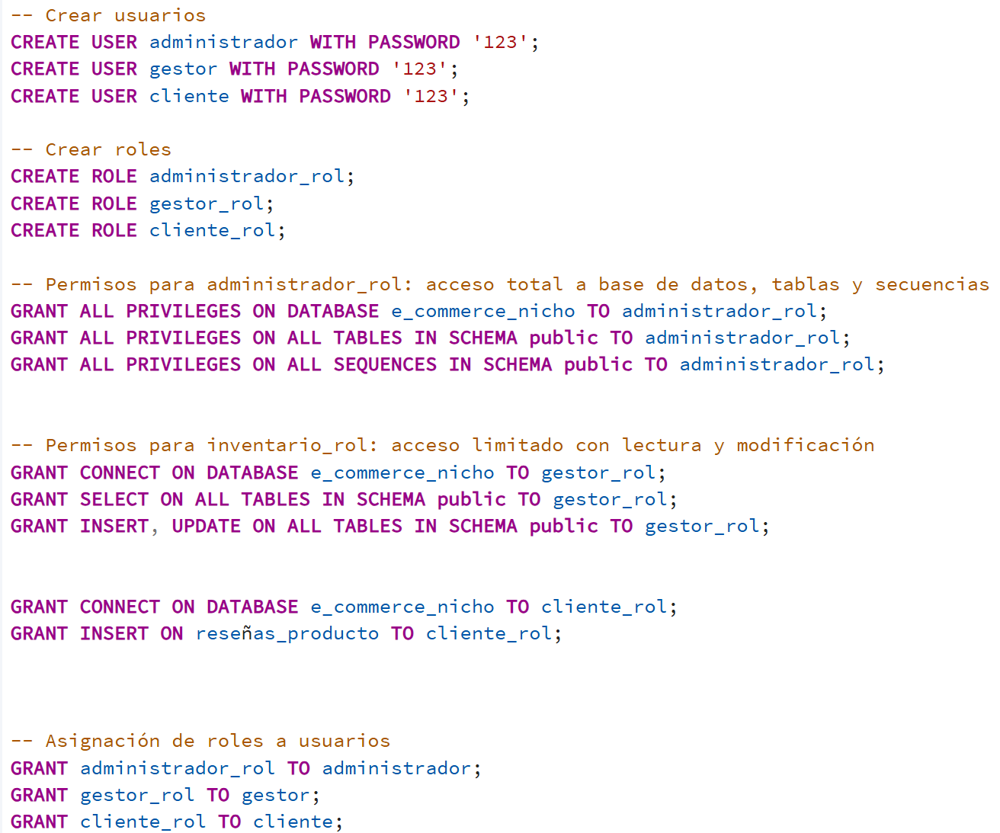 -- Crear usuarios
CREATE USER administrador WITH PASSWORD '123';
CREATE USER gestor WITH PASSWORD '123';
CREATE USER cliente WITH PASSWORD '123';
-- Crear roles
CREATE ROLE administrador_rol;
CREATE ROLE gestor_rol;
CREATE ROLE cliente_rol;
-- Permisos para administrador_rol: acceso total a base de datos, tablas y secuencias
GRANT ALL PRIVILEGES ON DATABASE e_commerce_nicho TO administrador_rol;
GRANT ALL PRIVILEGES ON ALL TABLES IN SCHEMA public TO administrador_rol;
GRANT ALL PRIVILEGES ON ALL SEQUENCES IN SCHEMA public TO administrador_rol;
-- Permisos para inventario_rol: acceso limitado con lectura y modificación
GRANT CONNECT ON DATABASE e_commerce_nicho TO gestor_rol;
GRANT SELECT ON ALL TABLES IN SCHEMA public TO gestor_rol;
GRANT INSERT, UPDATE ON ALL TABLES IN SCHEMA public TO gestor_rol;
GRANT CONNECT ON DATABASE e_commerce_nicho TO cliente_rol;
GRANT INSERT ON reseñas_producto TO cliente_rol;
-- Asignación de roles a usuarios
GRANT administrador_rol TO administrador;
GRANT gestor_rol TO gestor;
GRANT cliente_rol TO cliente;